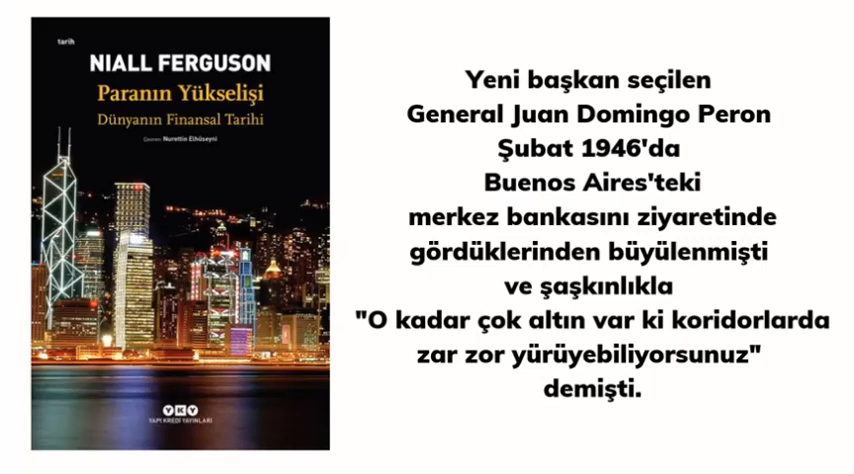 tarih
NIALL FERGUSON
Paranın Yükselişi
Dünyanın Finansal Tarihi
Çeviren: Nurettin Elhüseyni
YKY
YAPI KREDİ YAYINLARI
Yeni başkan seçilen
General Juan Domingo Peron
Şubat 1946'da
Buenos Aires'teki
merkez bankasını ziyaretinde
gördüklerinden büyülenmişti
ve şaşkınlıkla
"O kadar çok altın var ki koridorlarda
zar zor yürüyebiliyorsunuz"
demişti.